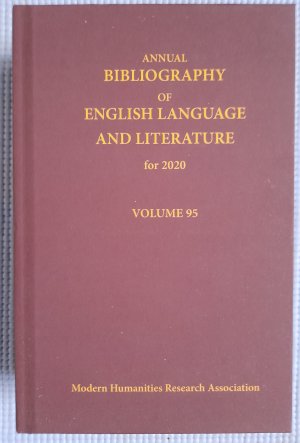 ANNUAL
BIBLIOGRAPHY
OF
ENGLISH LANGUAGE
AND LITERATURE
for 2020
VOLUME 95
Modern Humanities Research Association